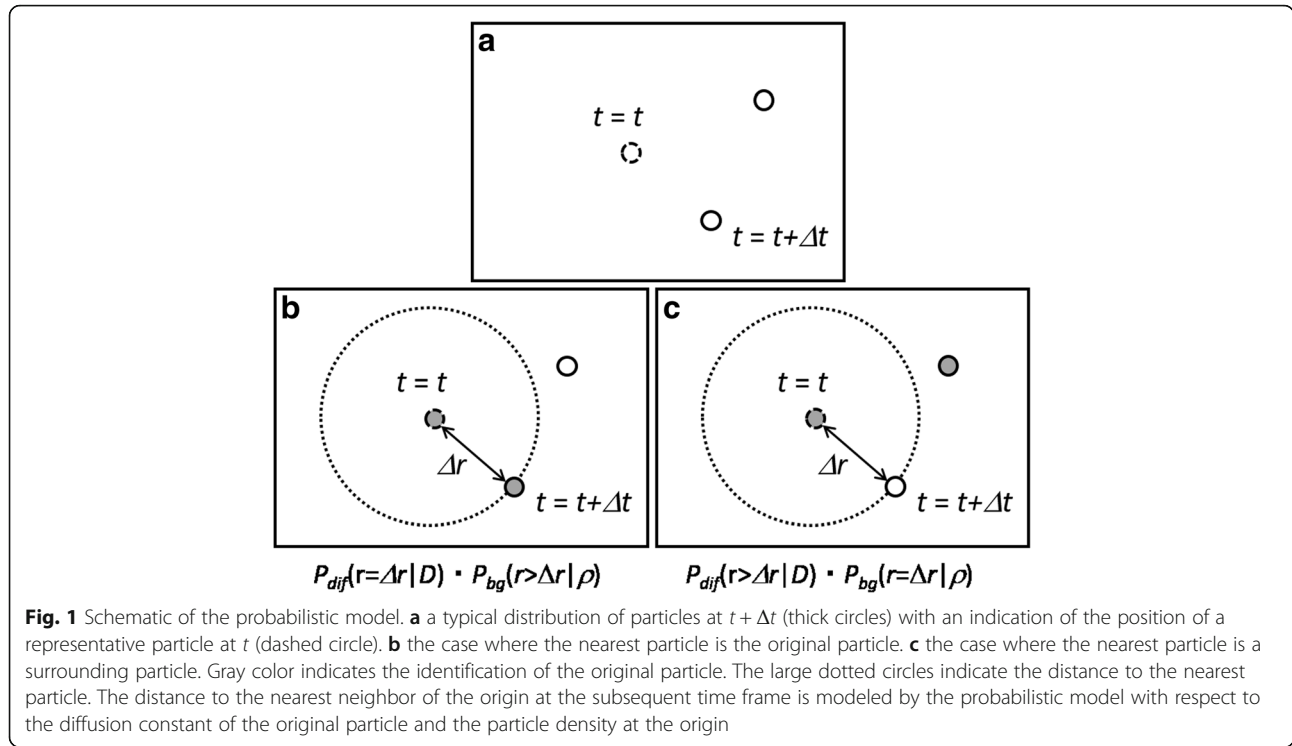 a
t = t
t = t+Δt
b
t = t
Δr
t = t+Δt
P_dif(r=Δr|D) · P_bg(r>Δr|ρ)
c
t = t
Δr
t = t+Δt
P_dif(r>Δr|D) · P_bg(r=Δr|ρ)
Fig. 1 Schematic of the probabilistic model. a a typical distribution of particles at t + Δt (thick circles) with an indication of the position of a
representative particle at t (dashed circle). b the case where the nearest particle is the original particle. c the case where the nearest particle is a
surrounding particle. Gray color indicates the identification of the original particle. The large dotted circles indicate the distance to the nearest
particle. The distance to the nearest neighbor of the origin at the subsequent time frame is modeled by the probabilistic model with respect to
the diffusion constant of the original particle and the particle density at the origin